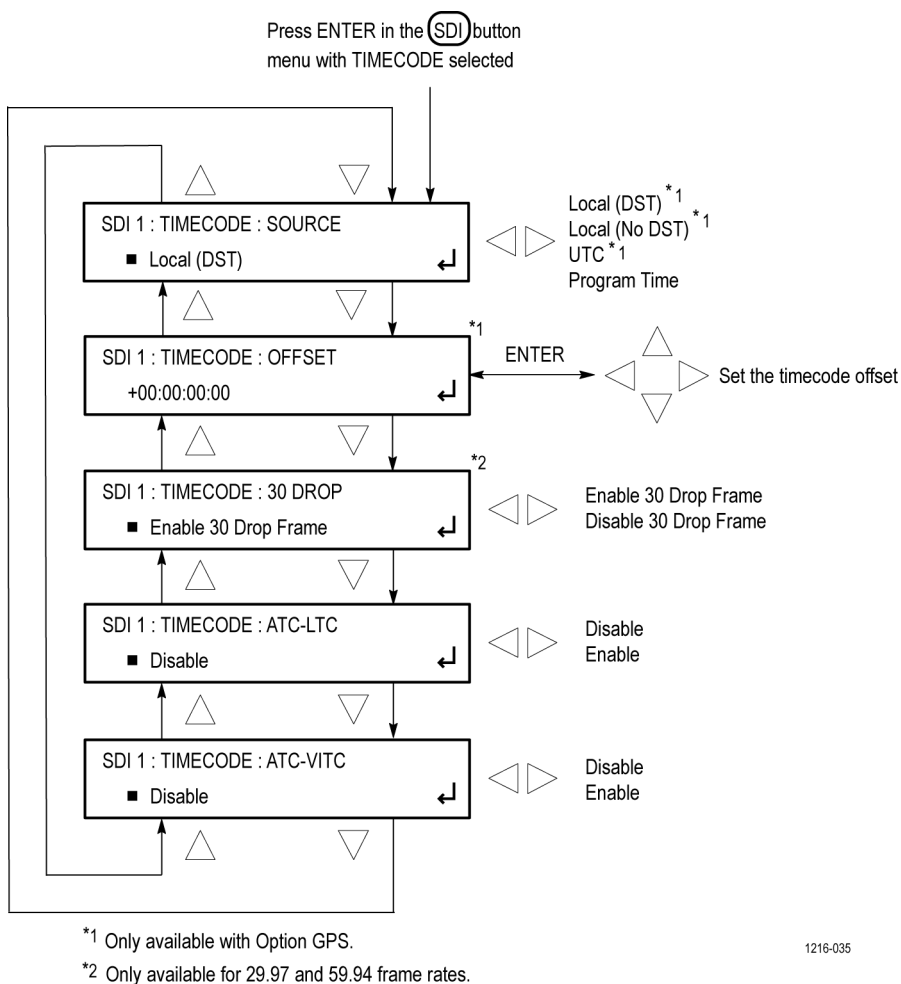 Press ENTER in the SDI button
menu with TIMECODE selected
SDI 1 : TIMECODE : SOURCE
■ Local (DST)
Local (DST) *1
Local (No DST) *1
UTC *1
Program Time
*1
SDI 1 : TIMECODE : OFFSET
+00:00:00:00
ENTER
Set the timecode offset
*2
SDI 1 : TIMECODE : 30 DROP
■ Enable 30 Drop Frame
Enable 30 Drop Frame
Disable 30 Drop Frame
SDI 1 : TIMECODE : ATC-LTC
■ Disable
Disable
Enable
SDI 1 : TIMECODE : ATC-VITC
■ Disable
Disable
Enable
*1 Only available with Option GPS.
*2 Only available for 29.97 and 59.94 frame rates.
1216-035